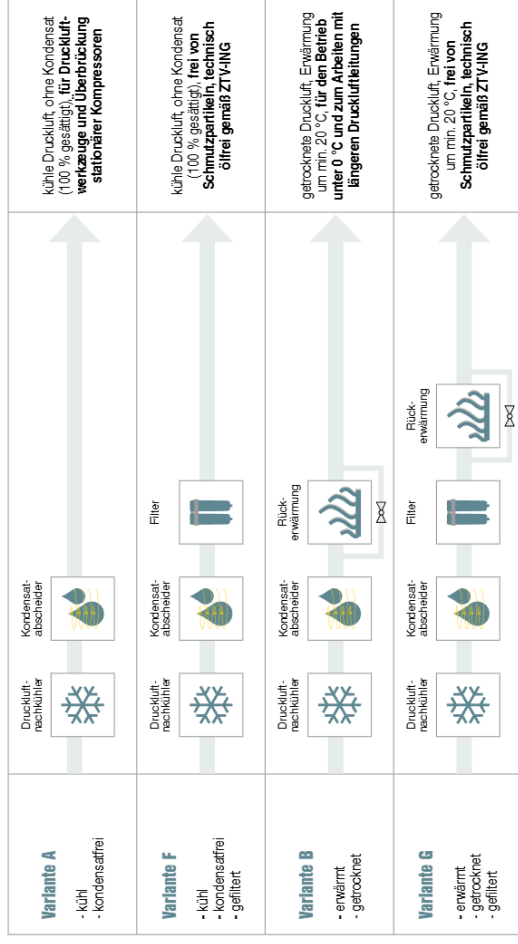 Variante A
- kühl
- kondensatfrei
Druckluft-
nachkühler
Kondensat-
abscheider
kühle Druckluft, ohne Kondensat
(100 % gesättigt), für Druckluft-
werkzeuge und Überbrückung
stationärer Kompressoren
Variante F
- kühl
- kondensatfrei
- gefiltert
Druckluft-
nachkühler
Kondensat-
abscheider
Filter
kühle Druckluft, ohne Kondensat
(100 % gesättigt), frei von
Schmutzpartikeln, technisch
ölfrei gemäß ZTV-ING
Variante B
- erwärmt
- getrocknet
Druckluft-
nachkühler
Kondensat-
abscheider
Rück-
erwärmung
getrocknete Druckluft, Erwärmung
um min. 20 °C, für den Betrieb
unter 0 °C und zum Arbeiten mit
längeren Druckluftleitungen
Variante G
- erwärmt
- getrocknet
- gefiltert
Druckluft-
nachkühler
Kondensat-
abscheider
Filter
Rück-
erwärmung
getrocknete Druckluft, Erwärmung
um min. 20 °C, frei von
Schmutzpartikeln, technisch
ölfrei gemäß ZTV-ING